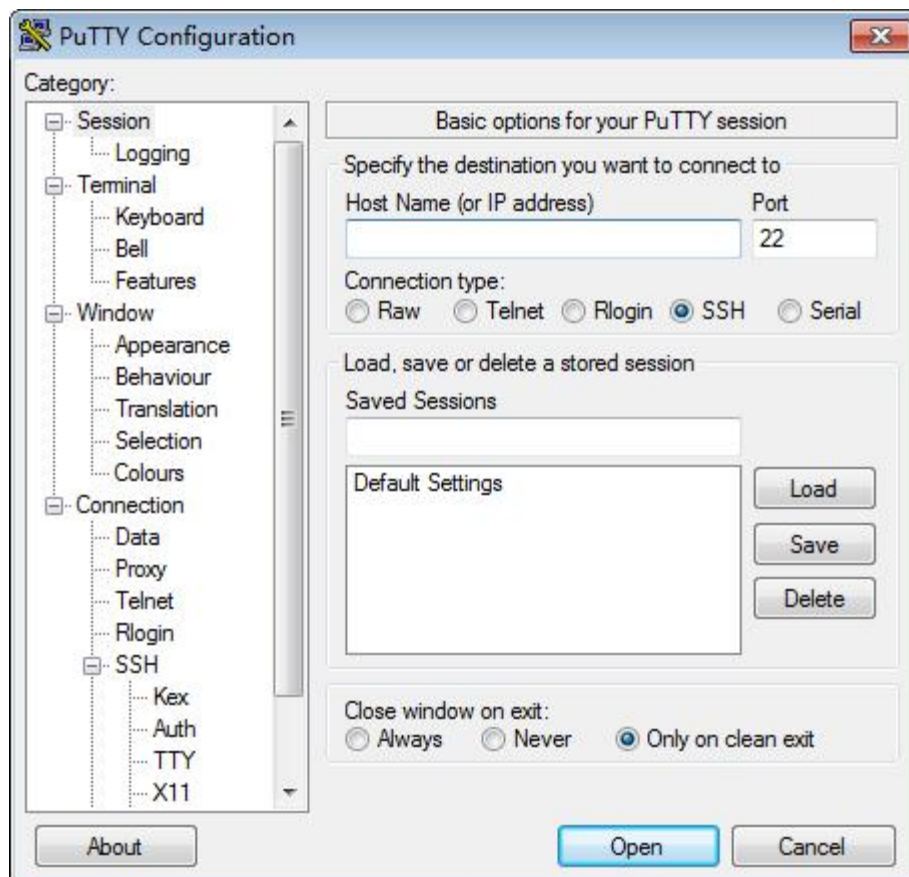 PuTTY Configuration
Category:
Session
Logging
Terminal
Keyboard
Bell
Features
Window
Appearance
Behaviour
Translation
Selection
Colours
Connection
Data
Proxy
Telnet
Rlogin
SSH
Kex
Auth
TTY
X11
Basic options for your PuTTY session
Specify the destination you want to connect to
Host Name (or IP address) Port
22
Connection type:
Raw Telnet Rlogin SSH Serial
Load, save or delete a stored session
Saved Sessions
Default Settings
Load
Save
Delete
Close window on exit:
Always Never Only on clean exit
About Open Cancel